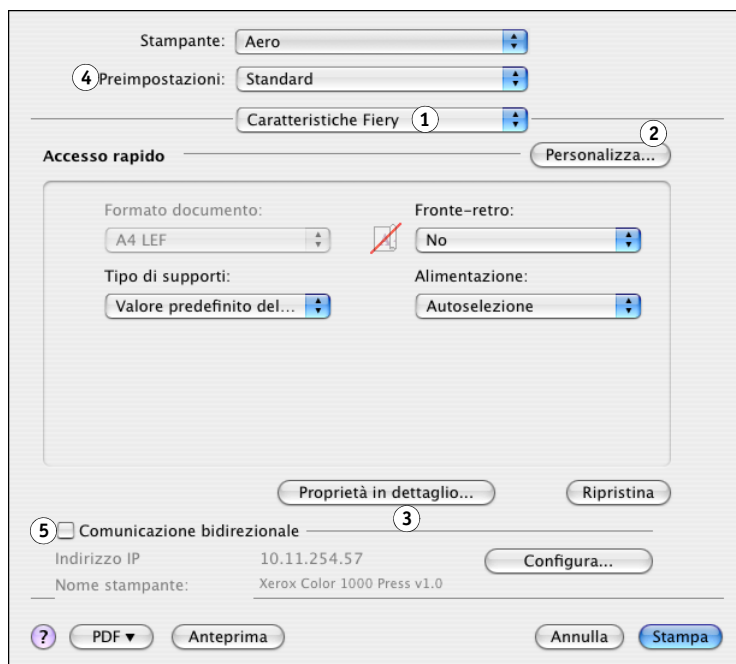 Stampante: Aero
4 Preimpostazioni: Standard
Caratteristiche Fiery 1
2
Accesso rapido Personalizza...
Formato documento: Fronte-retro:
A4 LEF No
Tipo di supporti: Alimentazione:
Valore predefinito del... Autoselezione
Proprietà in dettaglio... Ripristina
3
5 Comunicazione bidirezionale
Indirizzo IP 10.11.254.57 Configura...
Nome stampante: Xerox Color 1000 Press v1.0
? PDF ▼ Anteprima Annulla Stampa